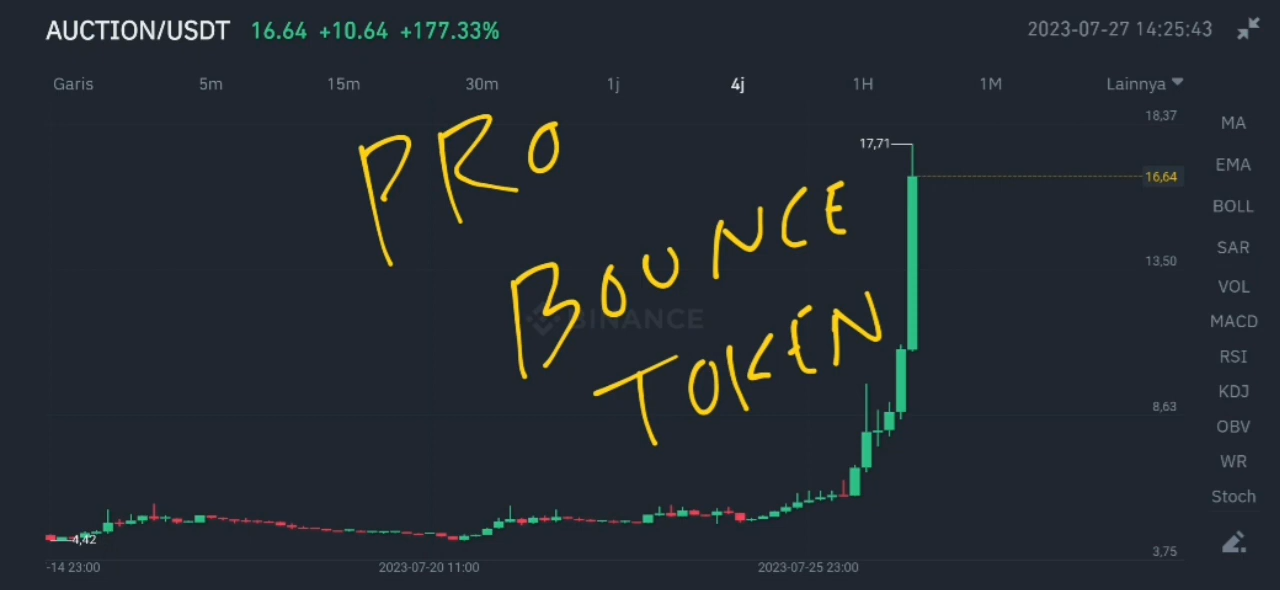 AUCTION/USDT 16.64 +10.64 +177.33% 2023-07-27 14:25:43
Garis 5m 15m 30m 1j 4j 1H 1M Lainnya
18,37
MA
17,71
PRO
EMA
16,64
BOLL
BOUNCE
SAR
13,50
VOL
BINANCE
MACD
TOKEN
RSI
KDJ
8,63
OBV
WR
Stoch
4,42
3,75
-14 23:00 2023-07-20 11:00 2023-07-25 23:00